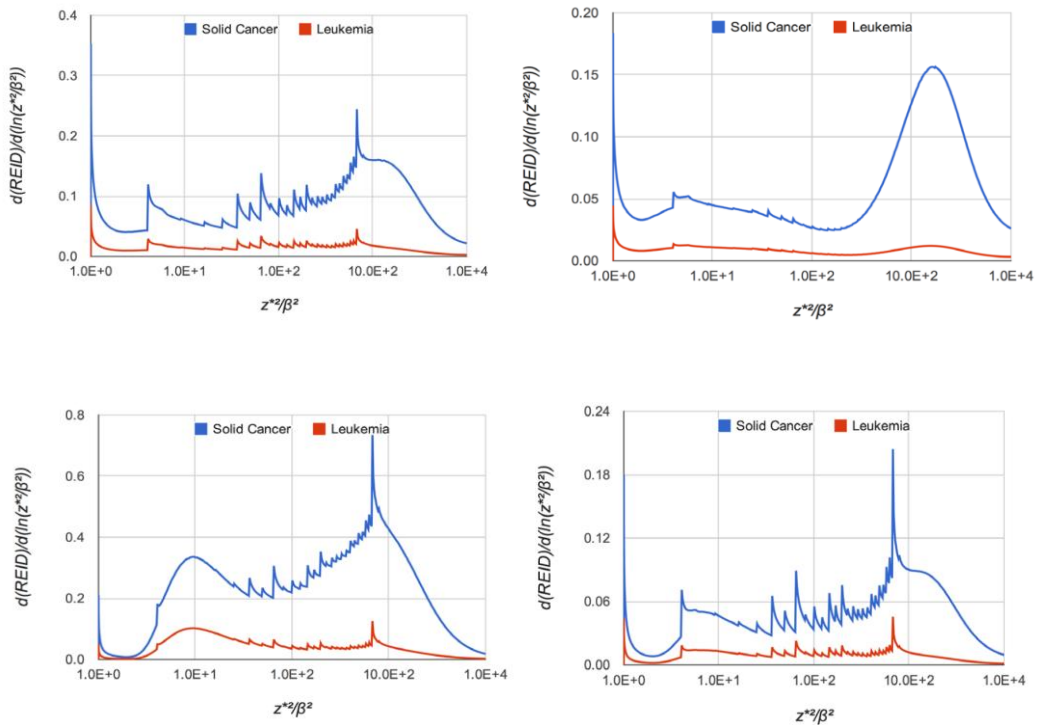 Solid Cancer Leukemia
d(REID)/d(ln(z*²/β²))
0.4
0.3
0.2
0.1
0.0
1.0E+0 1.0E+1 1.0E+2 10.0E+2 1.0E+4
z*²/β²
Solid Cancer Leukemia
d(REID)/d(ln(z*²/β²))
0.20
0.15
0.10
0.05
0.00
1.0E+0 1.0E+1 1.0E+2 10.0E+2 1.0E+4
z*²/β²
Solid Cancer Leukemia
d(REID)/d(ln(z*²/β²))
0.8
0.6
0.4
0.2
0.0
1.0E+0 1.0E+1 1.0E+2 10.0E+2 1.0E+4
z*²/β²
Solid Cancer Leukemia
d(REID)/d(ln(z*²/β²))
0.24
0.18
0.12
0.06
0.00
1.0E+0 1.0E+1 1.0E+2 10.0E+2 1.0E+4
z*²/β²